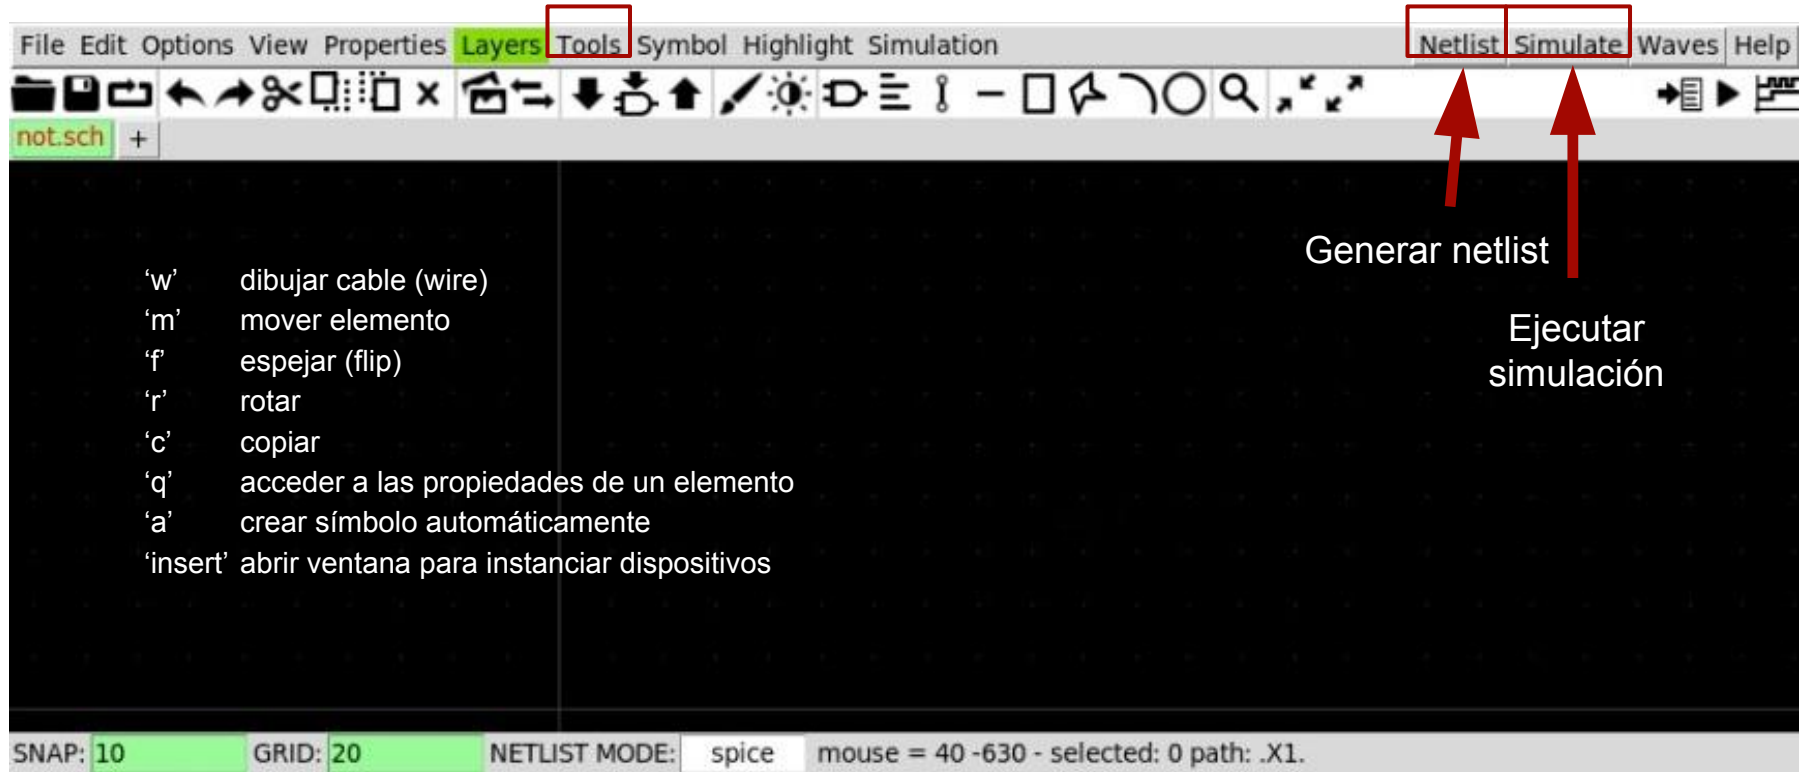 File Edit Options View Properties Layers Tools Symbol Highlight Simulation Netlist Simulate Waves Help
not.sch +
Generar netlist
Ejecutar
simulación
‘w’ dibujar cable (wire)
‘m’ mover elemento
‘f’ espejar (flip)
‘r’ rotar
‘c’ copiar
‘q’ acceder a las propiedades de un elemento
‘a’ crear símbolo automáticamente
‘insert’ abrir ventana para instanciar dispositivos
SNAP: 10 GRID: 20 NETLIST MODE: spice mouse = 40 -630 - selected: 0 path: .X1.